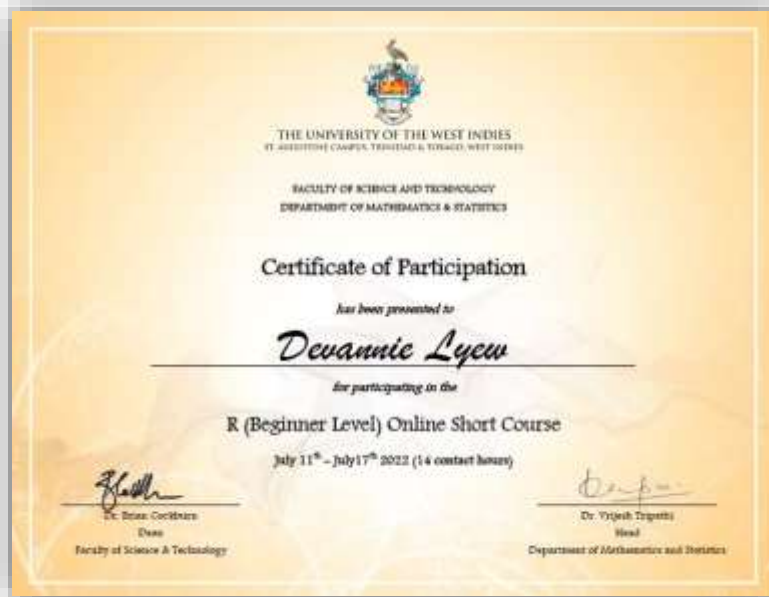 THE UNIVERSITY OF THE WEST INDIES
ST. AUGUSTINE CAMPUS, TRINIDAD & TOBAGO, WEST INDIES
FACULTY OF SCIENCE AND TECHNOLOGY
DEPARTMENT OF MATHEMATICS & STATISTICS
Certificate of Participation
has been presented to
Devannie Lyew
for participating in the
R (Beginner Level) Online Short Course
July 11th – July17th 2022 (14 contact hours)
Dr. Brian Cockburn
Dean
Faculty of Science & Technology
Dr. Vrijesh Tripathi
Head
Department of Mathematics and Statistics